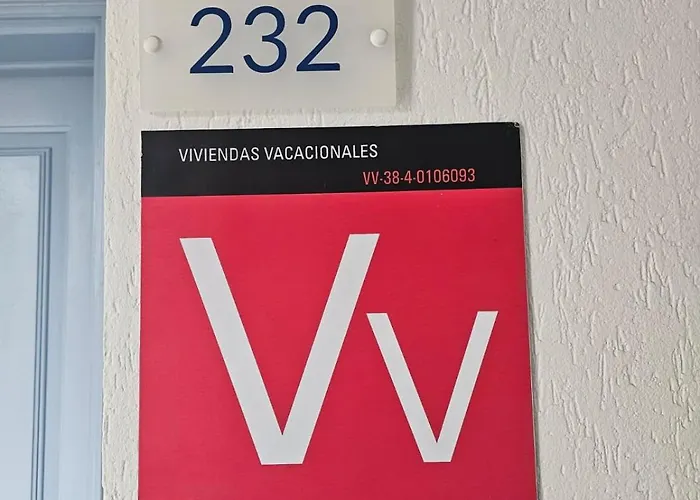 232
VIVIENDAS VACACIONALES
VV-38-4-0106093
Vv